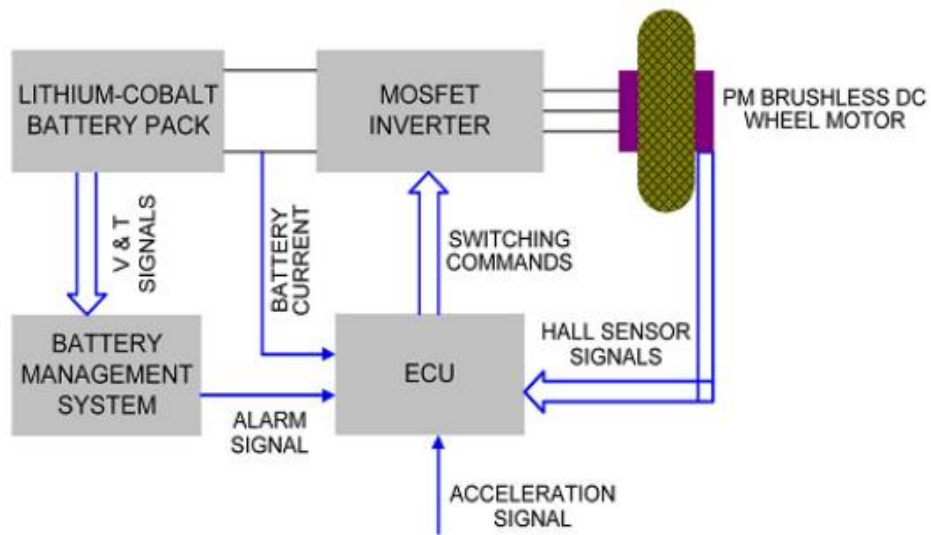 LITHIUM-COBALT
BATTERY PACK
MOSFET
INVERTER
PM BRUSHLESS DC
WHEEL MOTOR
V & T
SIGNALS
BATTERY
CURRENT
SWITCHING
COMMANDS
HALL SENSOR
SIGNALS
BATTERY
MANAGEMENT
SYSTEM
ECU
ALARM
SIGNAL
ACCELERATION
SIGNAL